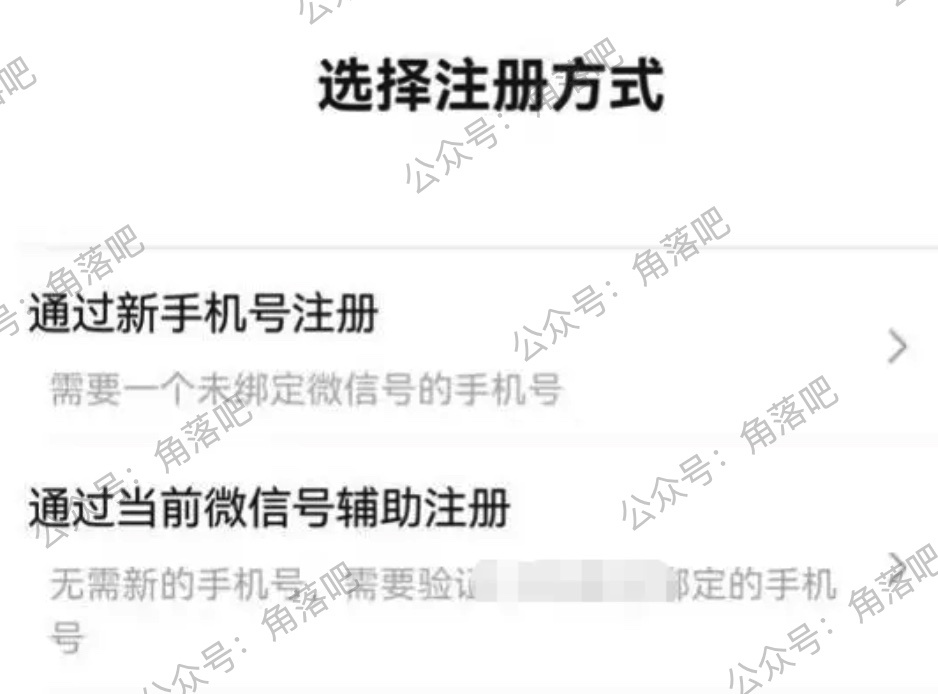 选择注册方式
通过新手机号注册
需要一个未绑定微信号的手机号
通过当前微信号辅助注册
无需新的手机号，需要验证 绑定的手机
号
公众号：角落吧
公众号：角落吧
公众号：角落吧
公众号：角落吧
公众号：角落吧
公众号：角落吧